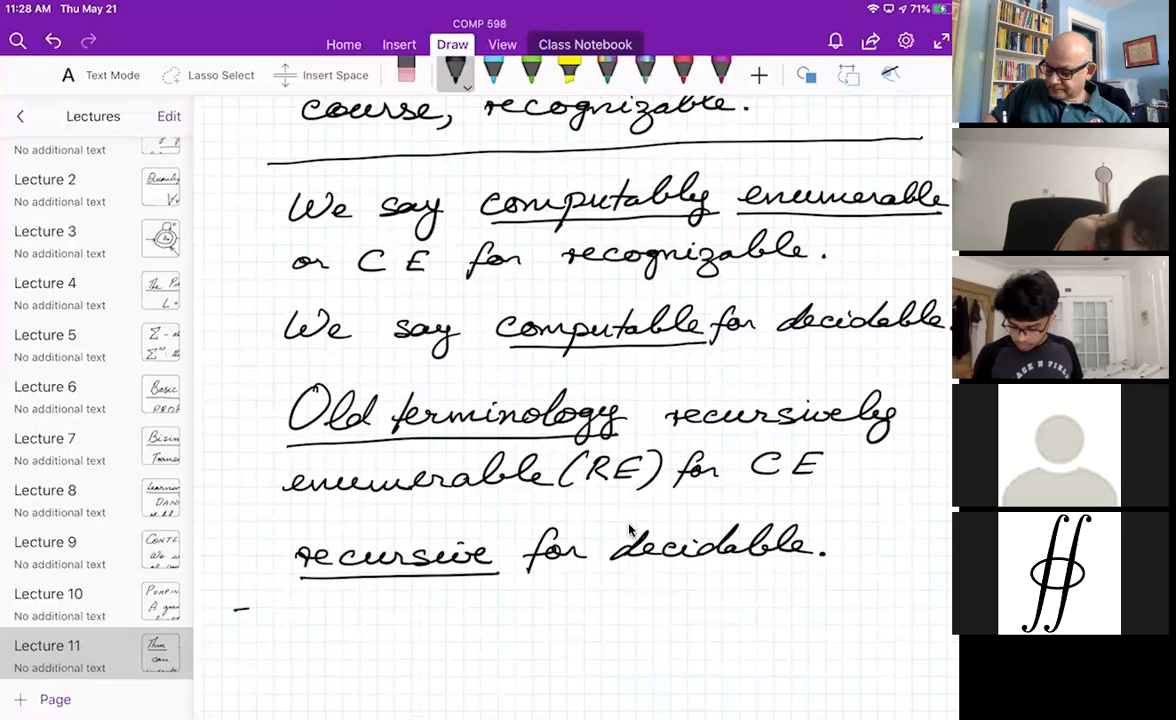 11:28 AM Thu May 21
71%
COMP 598
Home Insert Draw View Class Notebook
A Text Mode Lasso Select Insert Space
Lectures Edit
No additional text
Lecture 2
No additional text
Lecture 3
No additional text
Lecture 4
No additional text
Lecture 5
No additional text
Lecture 6
No additional text
Lecture 7
No additional text
Lecture 8
No additional text
Lecture 9
No additional text
Lecture 10
No additional text
Lecture 11
No additional text
+ Page
course, recognizable.
We say computably enumerable
or CE for recognizable.
We say computable for decidable.
Old terminology recursively
enumerable (RE) for CE
recursive for decidable.